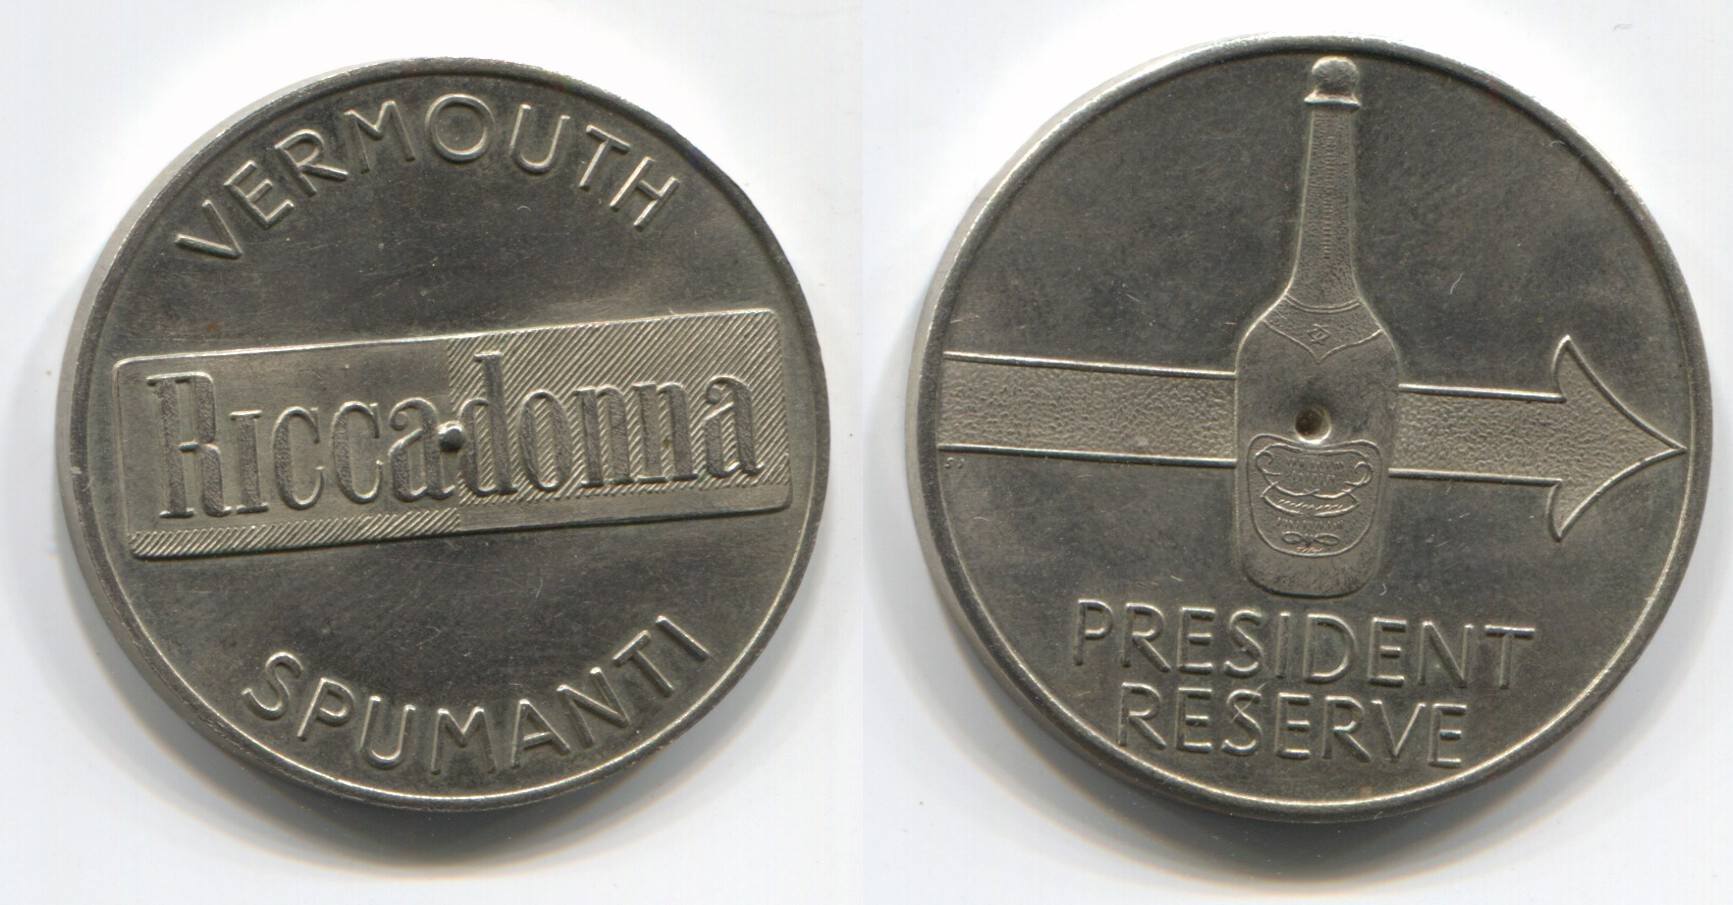 VERMOUTH
Riccadonna
SPUMANTI
PRESIDENT
RESERVE